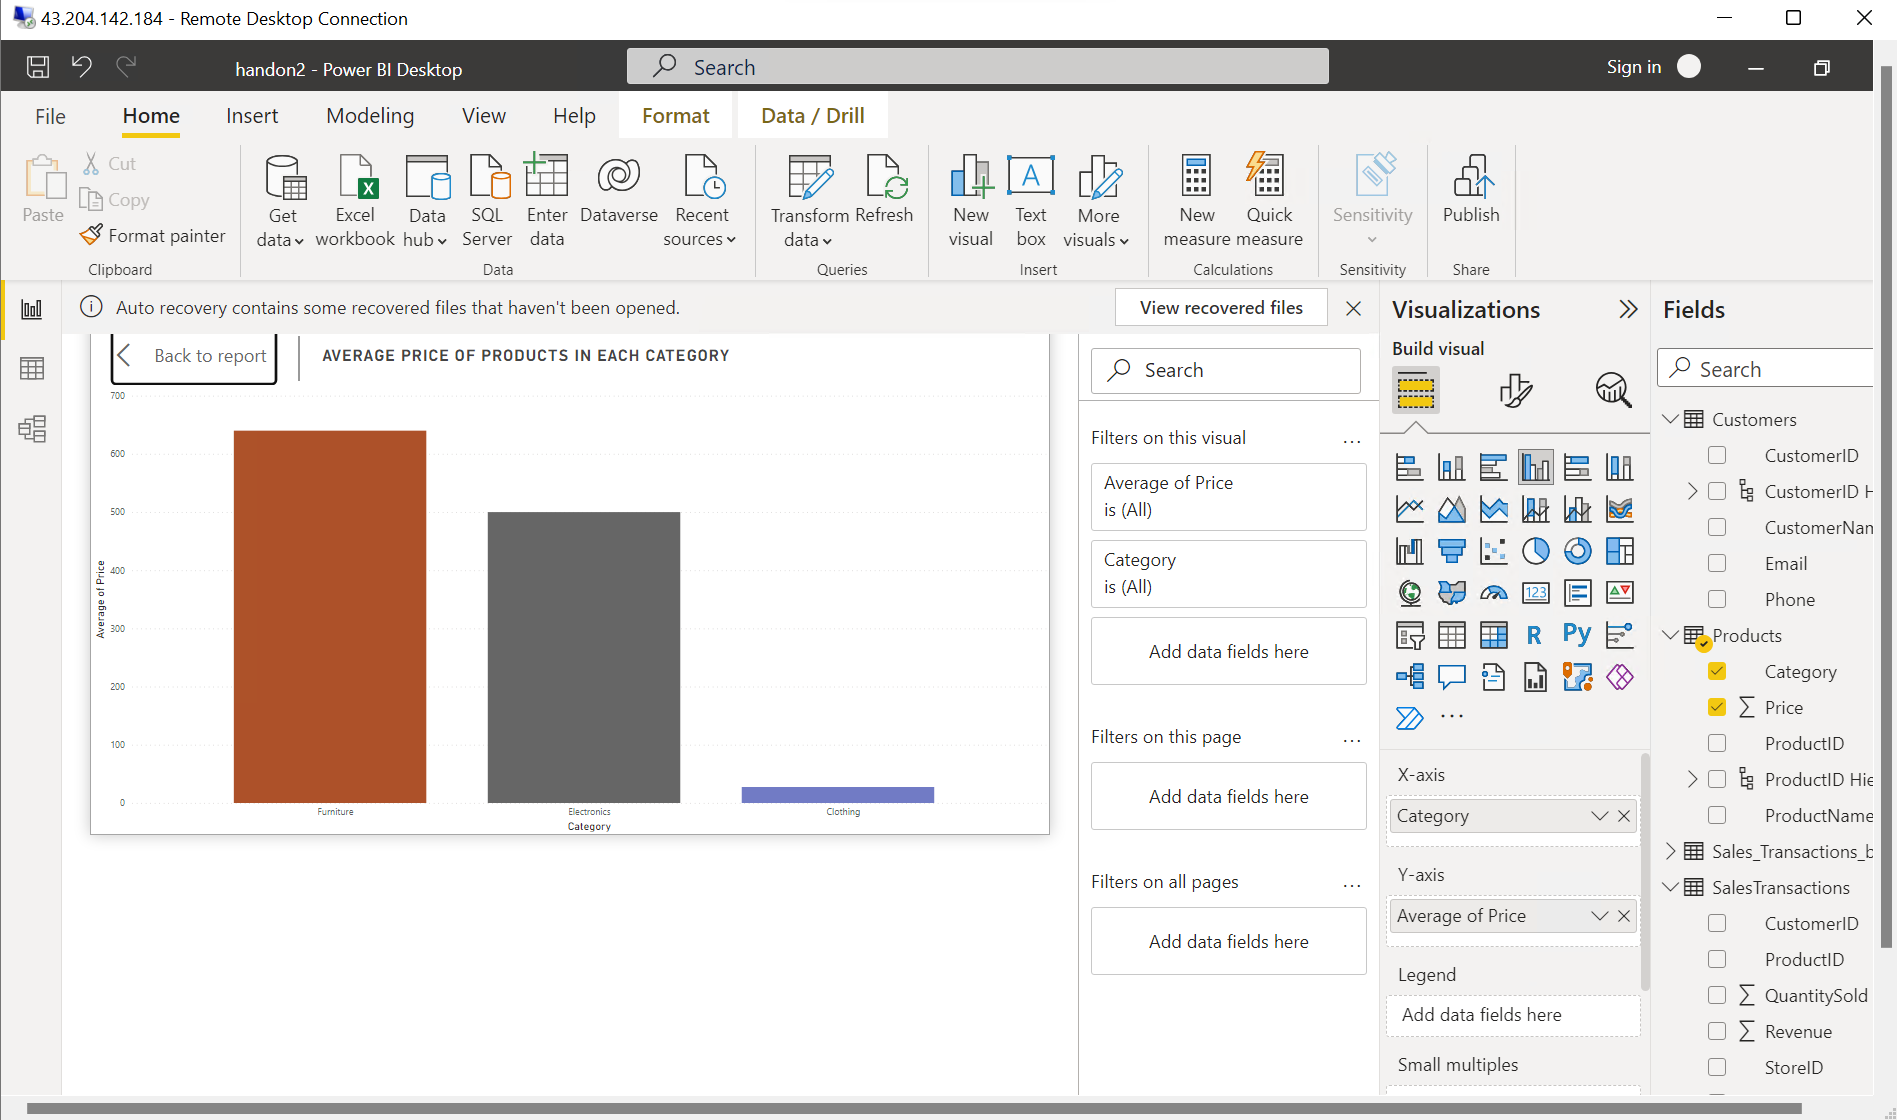 43.204.142.184 - Remote Desktop Connection
handon2 - Power BI Desktop
Search
Sign in
File
Home
Insert
Modeling
View
Help
Format
Data / Drill
Paste
Cut
Copy
Format painter
Clipboard
Get
data
Excel
workbook
Data
hub
SQL
Server
Enter
data
Dataverse
Recent
sources
Data
Transform
data
Refresh
Queries
New
visual
A
Text
box
More
visuals
Insert
New
measure
Quick
measure
Calculations
Sensitivity
Sensitivity
Publish
Share
Auto recovery contains some recovered files that haven't been opened.
View recovered files
Back to report
AVERAGE PRICE OF PRODUCTS IN EACH CATEGORY
700
600
500
400
300
200
100
0
Average of Price
Furniture
Electronics
Clothing
Category
Search
Filters on this visual
...
Average of Price
is (All)
Category
is (All)
Add data fields here
Filters on this page
...
Add data fields here
Filters on all pages
...
Add data fields here
Visualizations
Build visual
123
R
Py
...
X-axis
Category
Y-axis
Average of Price
Legend
Add data fields here
Small multiples
Fields
Search
Customers
CustomerID
CustomerID H
CustomerNam
Email
Phone
Products
Category
Σ Price
ProductID
ProductID Hie
ProductName
Sales_Transactions_b
SalesTransactions
CustomerID
ProductID
Σ QuantitySold
Σ Revenue
StoreID